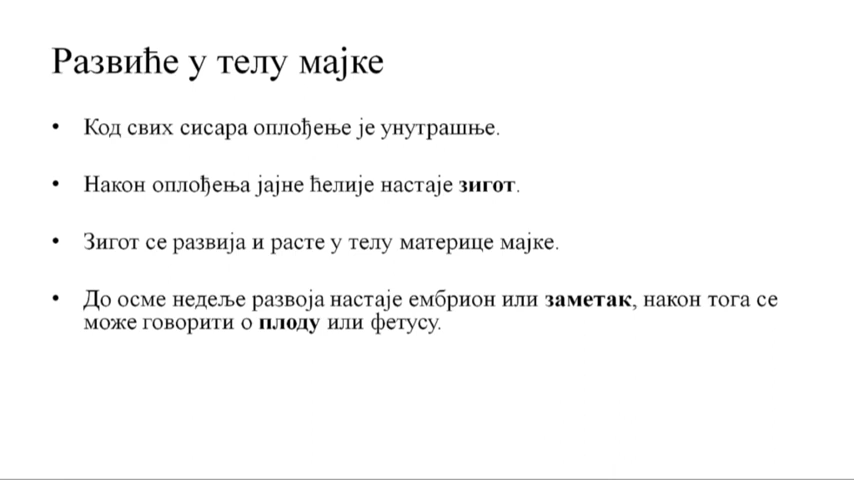 Развиће у телу мајке
• Код свих сисара оплођење је унутрашње.
• Након оплођења јајне ћелије настаје зигот.
• Зигот се развија и расте у телу материце мајке.
• До осме недеље развоја настаје ембрион или заметак, након тога се
може говорити о плоду или фетусу.